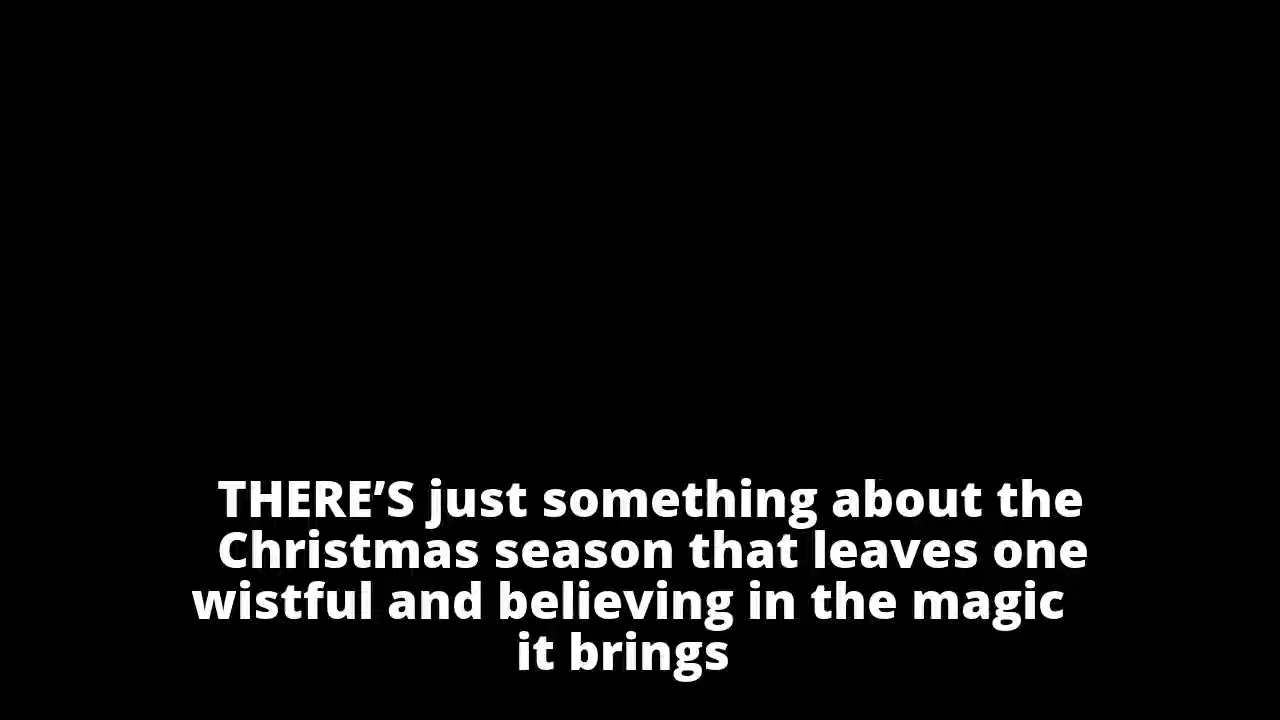 THERE’S just something about the
Christmas season that leaves one
wistful and believing in the magic
it brings